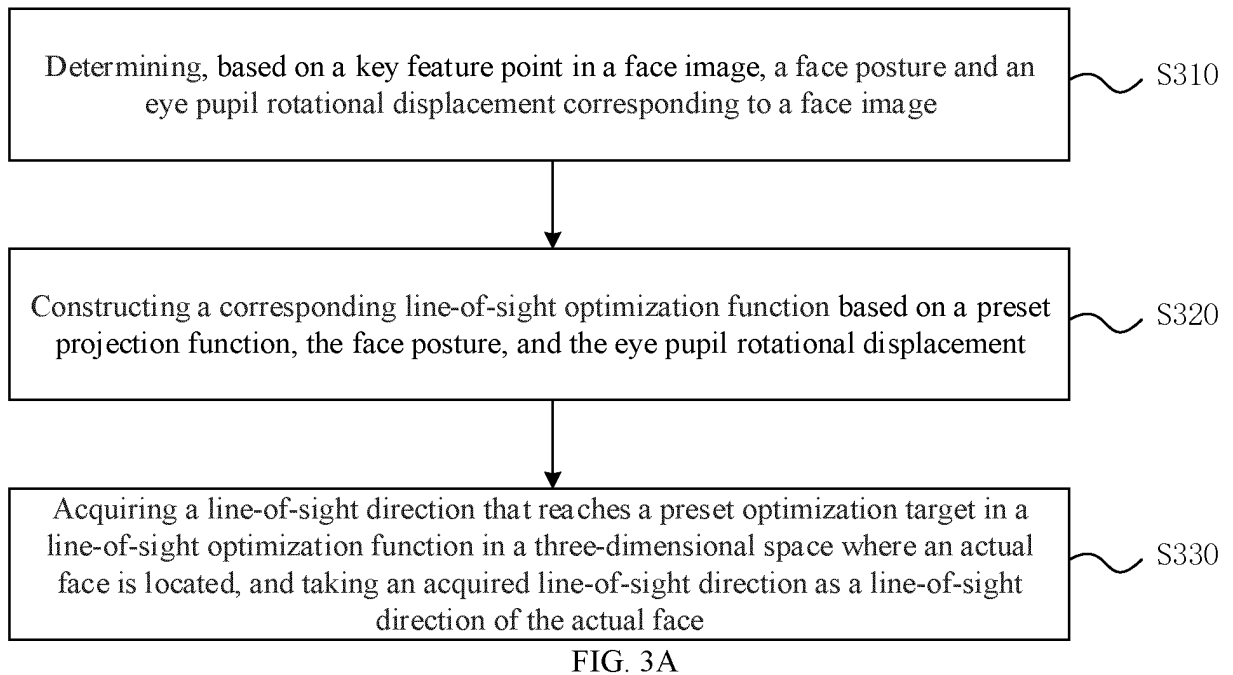 Determining, based on a key feature point in a face image, a face posture and an
eye pupil rotational displacement corresponding to a face image
S310
Constructing a corresponding line-of-sight optimization function based on a preset
projection function, the face posture, and the eye pupil rotational displacement
S320
Acquiring a line-of-sight direction that reaches a preset optimization target in a
line-of-sight optimization function in a three-dimensional space where an actual
face is located, and taking an acquired line-of-sight direction as a line-of-sight
direction of the actual face
S330
FIG. 3A